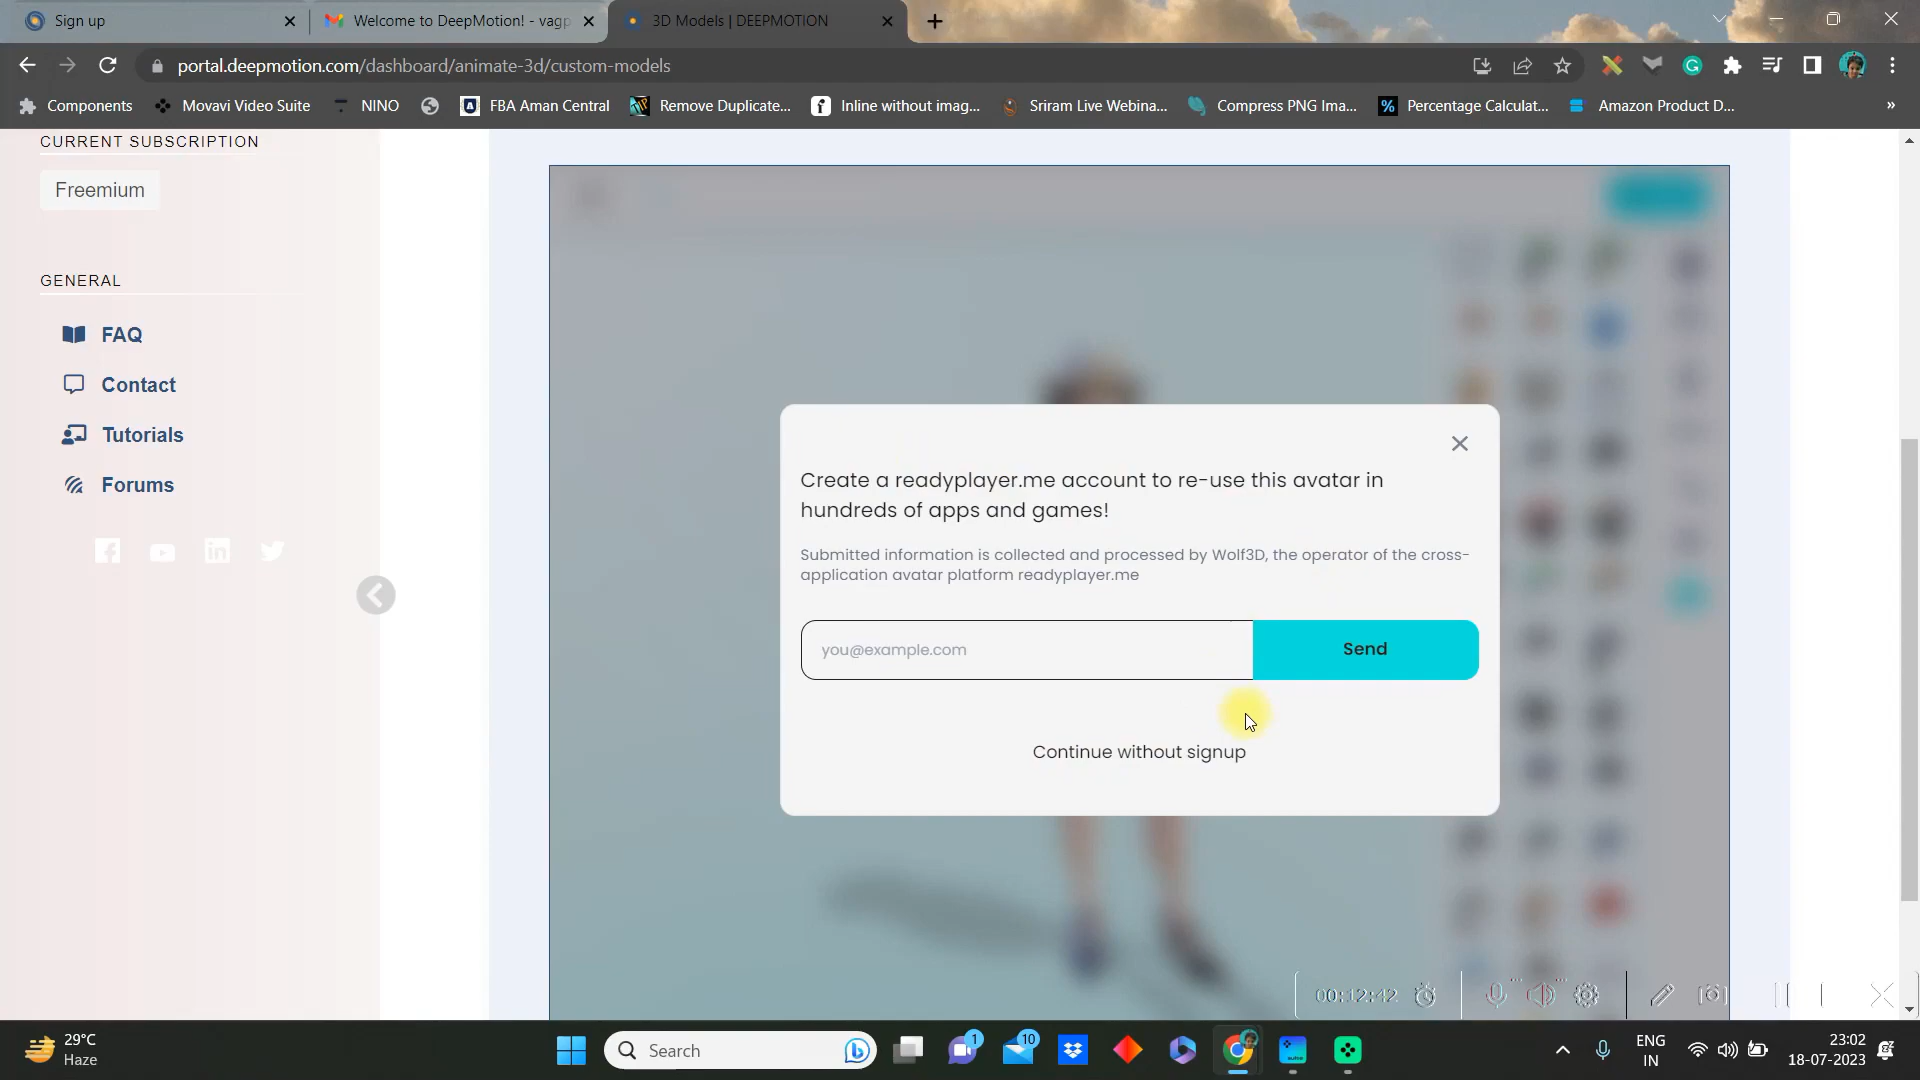 Sign up
Welcome to DeepMotion! - vagp
3D Models | DEEPMOTION
portal.deepmotion.com/dashboard/animate-3d/custom-models
Components
Movavi Video Suite
NINO
FBA Aman Central
Remove Duplicate...
Inline without imag...
Sriram Live Webina...
Compress PNG Ima...
Percentage Calculat...
Amazon Product D...
»
CURRENT SUBSCRIPTION
Freemium
GENERAL
FAQ
Contact
Tutorials
Forums
Create a readyplayer.me account to re-use this avatar in
hundreds of apps and games!
Submitted information is collected and processed by Wolf3D, the operator of the cross-
application avatar platform readyplayer.me
you@example.com
Send
Continue without signup
00:12:42
29°C
Haze
Search
1
10
ENG
IN
23:02
18-07-2023